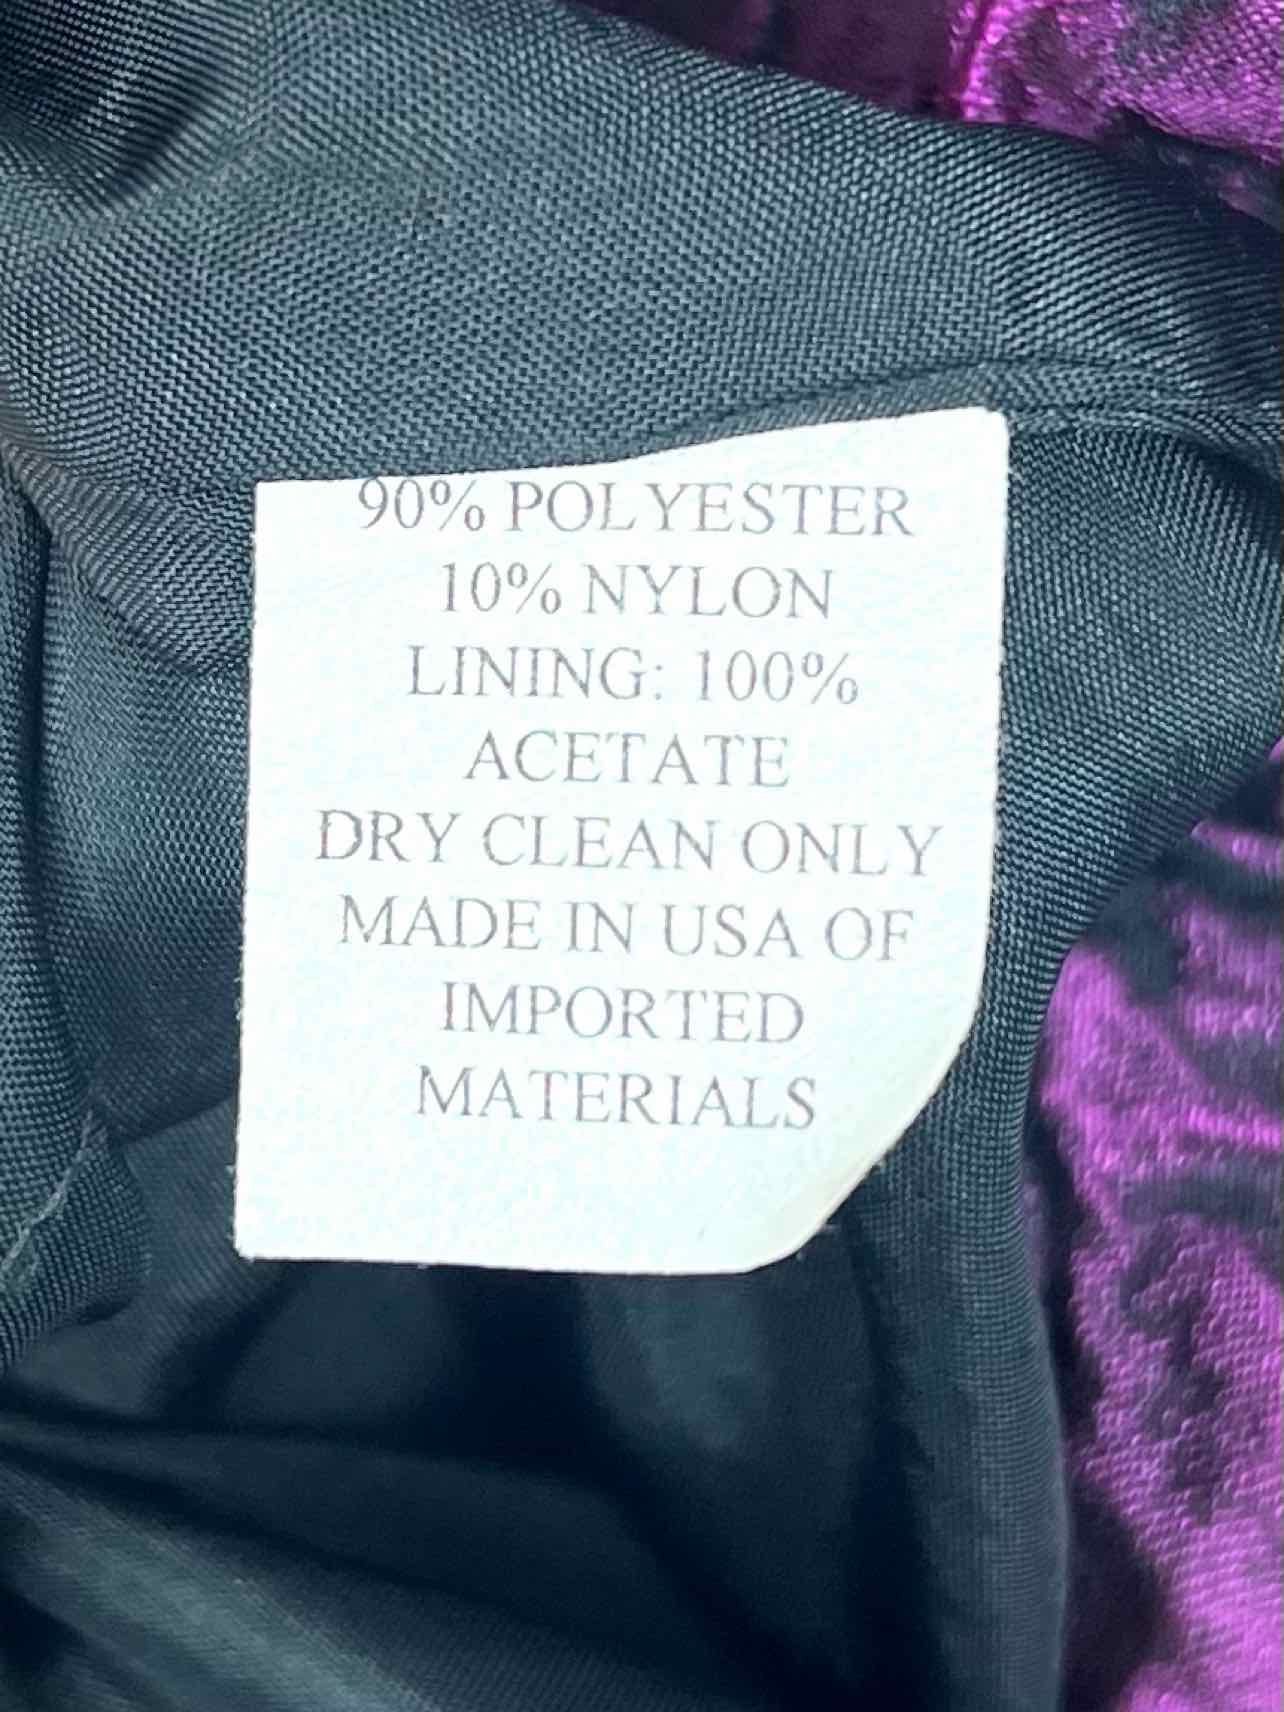 90% POLYESTER
10% NYLON
LINING: 100%
ACETATE
DRY CLEAN ONLY
MADE IN USA OF
IMPORTED
MATERIALS